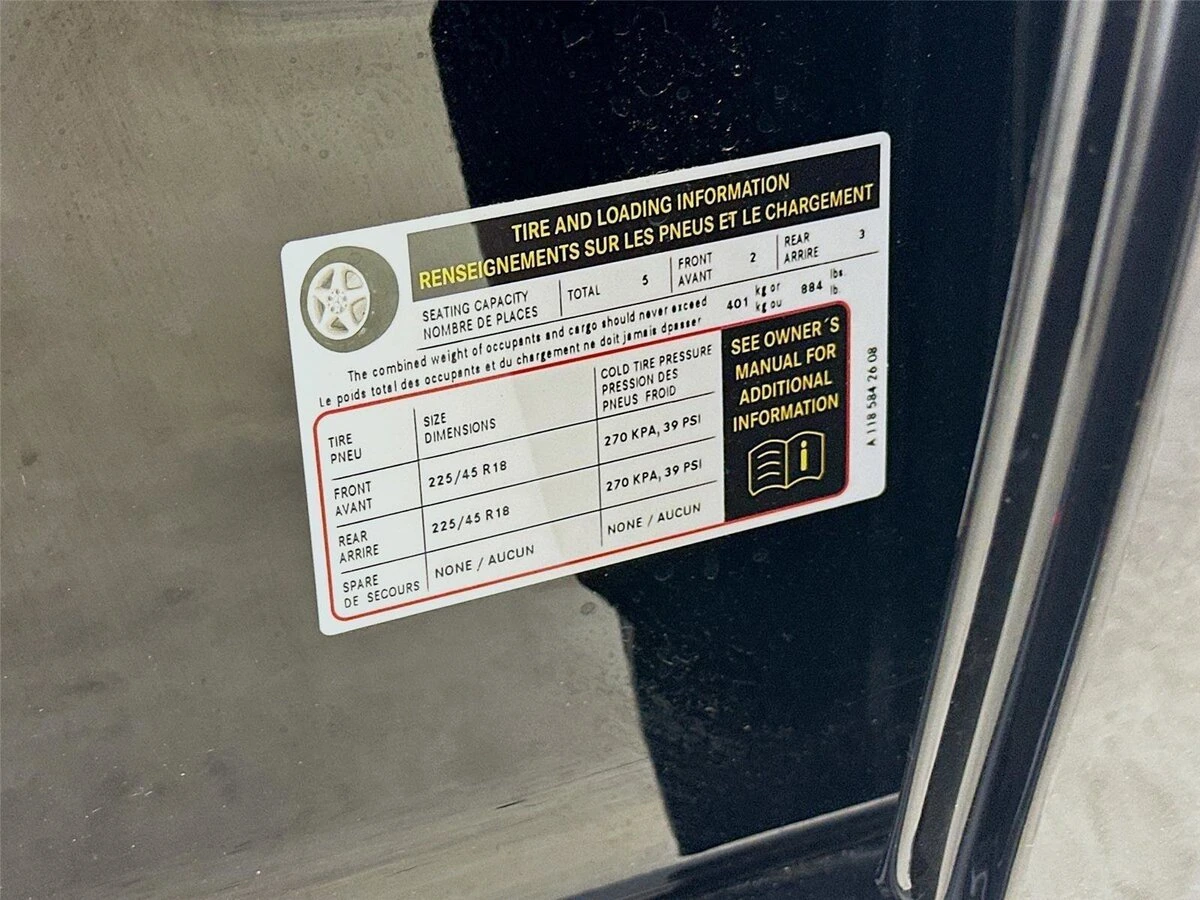 TIRE AND LOADING INFORMATION
RENSEIGNEMENTS SUR LES PNEUS ET LE CHARGEMENT
SEATING CAPACITY
NOMBRE DE PLACES
TOTAL 5
FRONT
AVANT
2
REAR
ARRIRE
3
The combined weight of occupants and cargo should never exceed 401 kg or 884 lbs.
Le poids total des occupants et du chargement ne doit jamais dpasser kg ou lb.
TIRE
PNEU
SIZE
DIMENSIONS
COLD TIRE PRESSURE
PRESSION DES
PNEUS FROID
FRONT
AVANT
225/45 R18
270 KPA, 39 PSI
REAR
ARRIRE
225/45 R18
270 KPA, 39 PSI
SPARE
DE SECOURS
NONE / AUCUN
NONE / AUCUN
SEE OWNER´S
MANUAL FOR
ADDITIONAL
INFORMATION
i
A 118 584 26 08